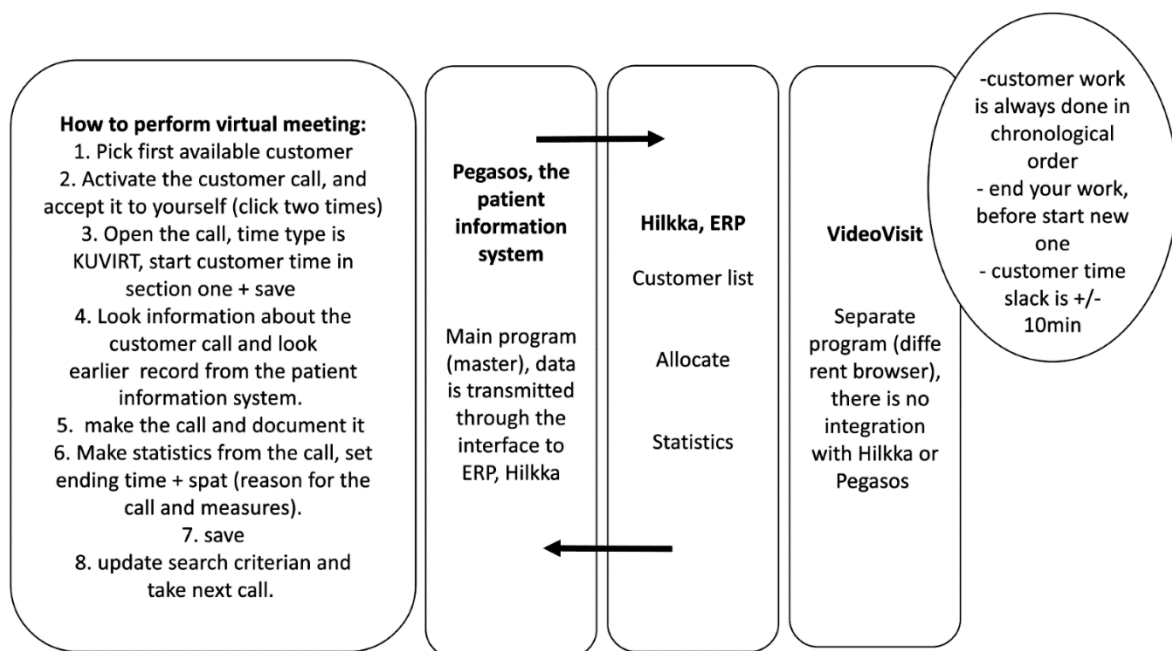 How to perform virtual meeting:
1. Pick first available customer
2. Activate the customer call, and
accept it to yourself (click two times)
3. Open the call, time type is
KUVIRT, start customer time in
section one + save
4. Look information about the
customer call and look
earlier record from the patient
information system.
5. make the call and document it
6. Make statistics from the call, set
ending time + spat (reason for the
call and measures).
7. save
8. update search criterian and
take next call.
Pegasos, the
patient
information
system
Main program
(master), data
is transmitted
through the
interface to
ERP, Hilkka
Hilkka, ERP
Customer list
Allocate
Statistics
VideoVisit
Separate
program (diffe
rent browser),
there is no
integration
with Hilkka or
Pegasos
-customer work
is always done in
chronological
order
- end your work,
before start new
one
- customer time
slack is +/-
10min